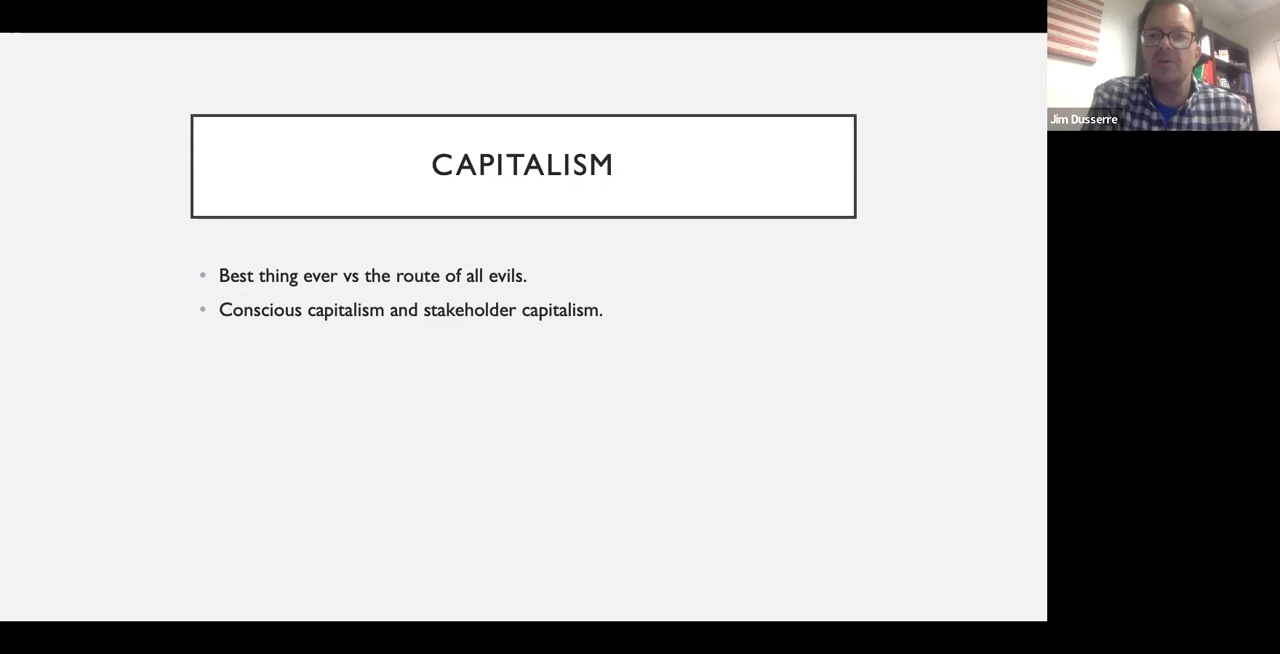 CAPITALISM
• Best thing ever vs the route of all evils.
• Conscious capitalism and stakeholder capitalism.
Jim Dusserre